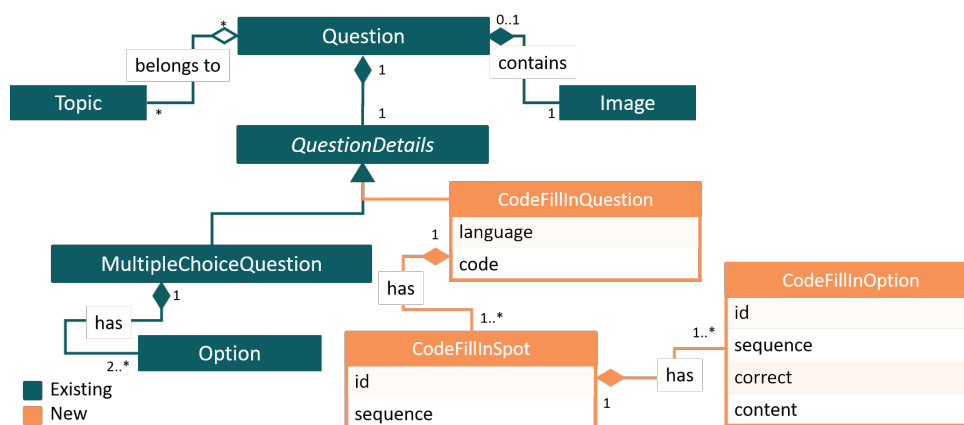 *
Question
0..1
belongs to
1
contains
Topic
*
1
1
Image
QuestionDetails
CodeFillInQuestion
1
language
code
MultipleChoiceQuestion
has
CodeFillInOption
1
id
has
1..*
1..*
sequence
Option
2..*
CodeFillInSpot
has
correct
id
Existing
1
content
New
sequence